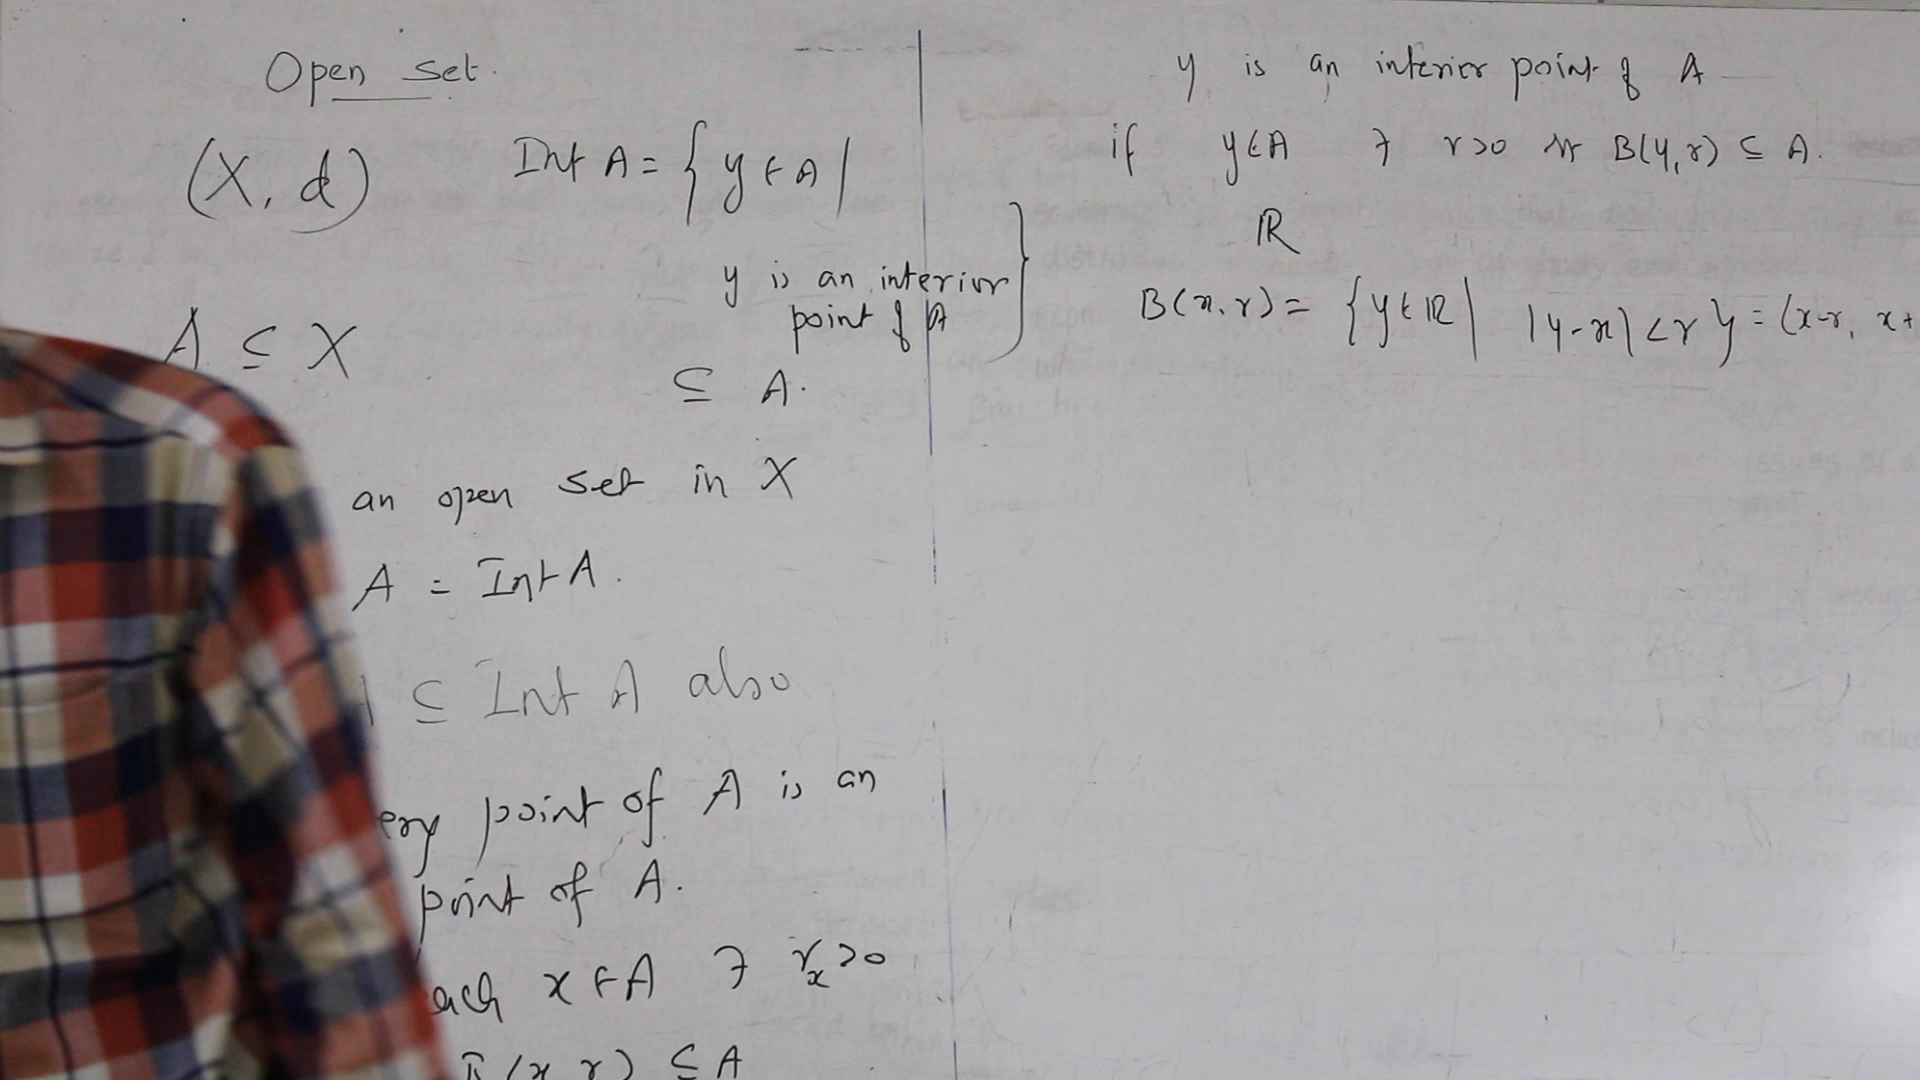 Open set.
(X, d) Int A = { y ∈ A |
y is an interior
point of A }
⊆ A.
A ⊆ X
an open set in X
A = Int A.
⊆ Int A also
ery point of A is an
point of A.
ach x ∈ A ∃ r_x >0
B(x, r) ⊆ A
y is an interior point of A
if y ∈ A ∃ r>0 B(y, r) ⊆ A.
ℝ
B(x, r) = { y ∈ ℝ | |y-x| < r } = (x-r, x+